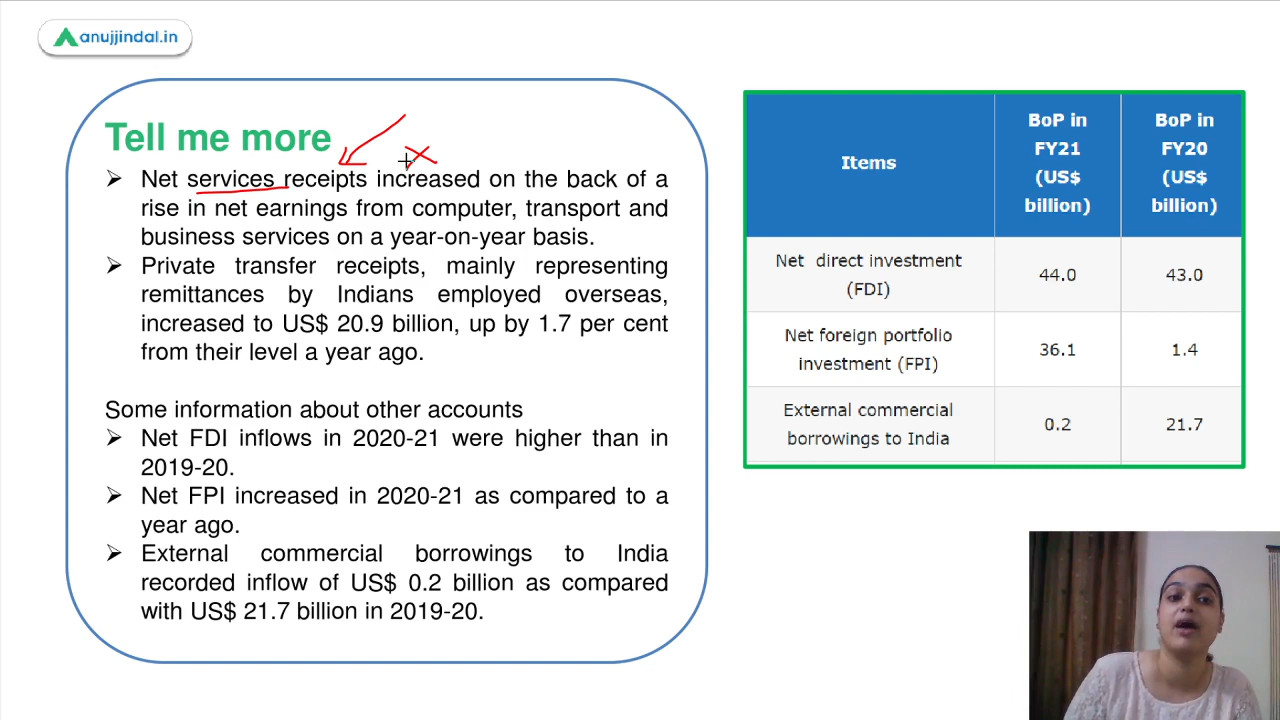 anujjindal.in
Tell me more
➢ Net services receipts increased on the back of a
rise in net earnings from computer, transport and
business services on a year-on-year basis.
➢ Private transfer receipts, mainly representing
remittances by Indians employed overseas,
increased to US$ 20.9 billion, up by 1.7 per cent
from their level a year ago.
Some information about other accounts
➢ Net FDI inflows in 2020-21 were higher than in
2019-20.
➢ Net FPI increased in 2020-21 as compared to a
year ago.
➢ External commercial borrowings to India
recorded inflow of US$ 0.2 billion as compared
with US$ 21.7 billion in 2019-20.
Items
BoP in
FY21
(US$
billion)
BoP in
FY20
(US$
billion)
Net direct investment
(FDI)
44.0
43.0
Net foreign portfolio
investment (FPI)
36.1
1.4
External commercial
borrowings to India
0.2
21.7